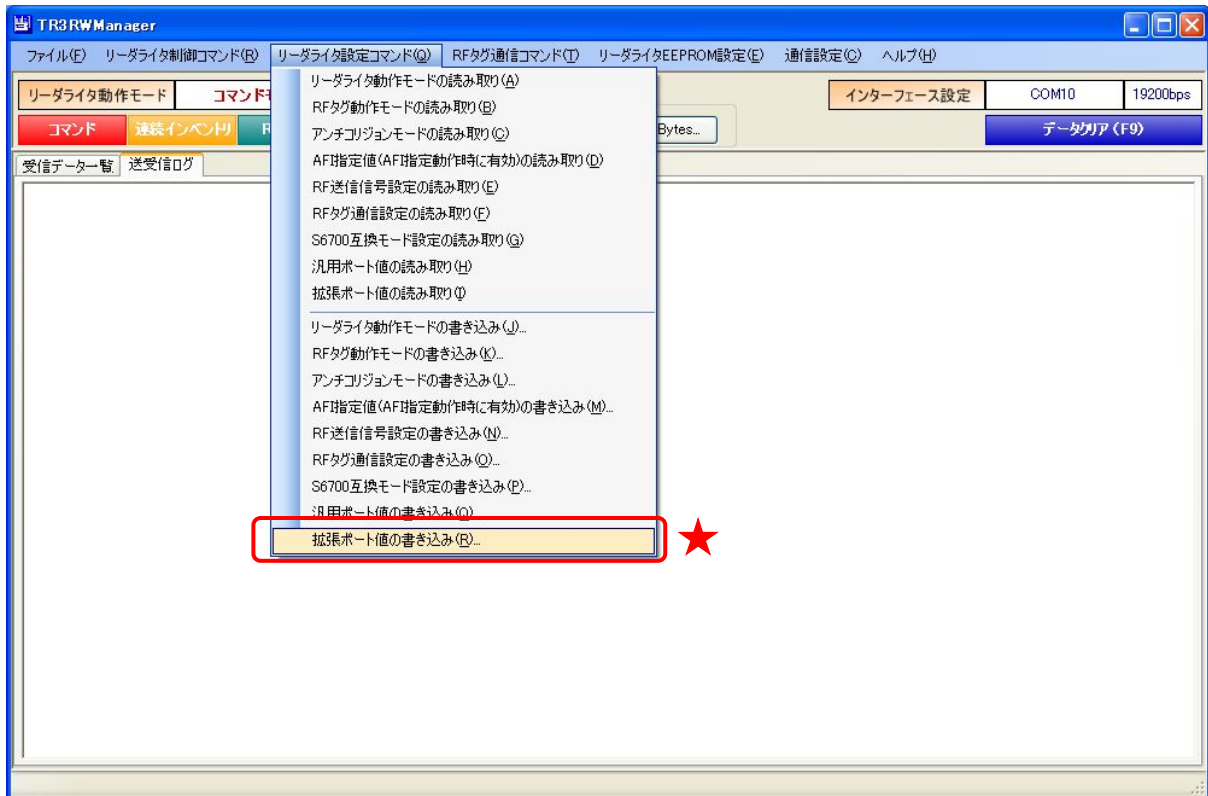 TR3RWManager
ファイル(F) リーダライタ制御コマンド(R) リーダライタ設定コマンド(Q) RFタグ通信コマンド(T) リーダライタEEPROM設定(E) 通信設定(C) ヘルプ(H)
リーダライタ動作モード コマンドモ インターフェース設定 COM10 19200bps
コマンド 連続インベントリ R Bytes... データクリア (F9)
受信データ一覧 送受信ログ
リーダライタ動作モードの読み取り(A)
RFタグ動作モードの読み取り(B)
アンチコリジョンモードの読み取り(C)
AFI指定値(AFI指定動作時に有効)の読み取り(D)
RF送信信号設定の読み取り(E)
RFタグ通信設定の読み取り(F)
S6700互換モード設定の読み取り(G)
汎用ポート値の読み取り(H)
拡張ポート値の読み取り(I)
リーダライタ動作モードの書き込み(J)...
RFタグ動作モードの書き込み(K)...
アンチコリジョンモードの書き込み(L)...
AFI指定値(AFI指定動作時に有効)の書き込み(M)...
RF送信信号設定の書き込み(N)...
RFタグ通信設定の書き込み(O)...
S6700互換モード設定の書き込み(P)...
汎用ポート値の書き込み(Q)
拡張ポート値の書き込み(R)...